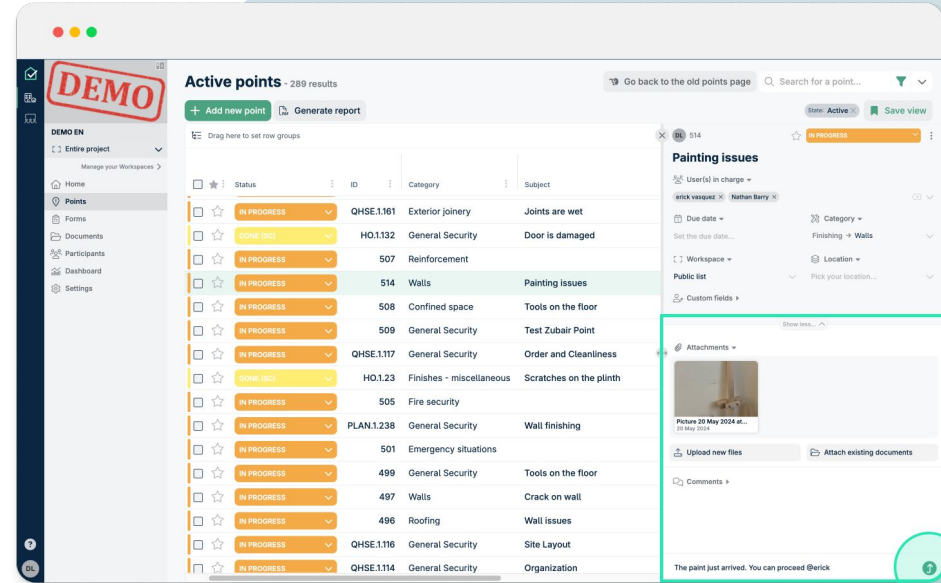 DEMO
DEMO EN
Entire project
Manage your Workspaces
Home
Points
Forms
Documents
Participants
Dashboard
Settings
DL
Active points - 289 results
Go back to the old points page
Search for a point...
+ Add new point
Generate report
State: Active
Save view
Drag here to set row groups
Status ID Category Subject
IN PROGRESS QHSE.1.161 Exterior joinery Joints are wet
DONE (SC) HO.1.132 General Security Door is damaged
IN PROGRESS 507 Reinforcement
IN PROGRESS 514 Walls Painting issues
IN PROGRESS 508 Confined space Tools on the floor
IN PROGRESS 509 General Security Test Zubair Point
IN PROGRESS QHSE.1.117 General Security Order and Cleanliness
DONE (SC) HO.1.23 Finishes - miscellaneous Scratches on the plinth
IN PROGRESS 505 Fire security
IN PROGRESS PLAN.1.238 General Security Wall finishing
IN PROGRESS 501 Emergency situations
IN PROGRESS 499 General Security Tools on the floor
IN PROGRESS 497 Walls Crack on wall
IN PROGRESS 496 Roofing Wall issues
IN PROGRESS QHSE.1.116 General Security Site Layout
IN PROGRESS QHSE.1.114 General Security Organization
DL 514 IN PROGRESS
Painting issues
User(s) in charge
erick vasquez Nathan Barry
Due date Category
Set the due date... Finishing → Walls
Workspace Location
Public list Pick your location...
Custom fields
Show less...
Attachments
Picture 20 May 2024 at...
20 May 2024
Upload new files Attach existing documents
Comments
The paint just arrived. You can proceed @erick